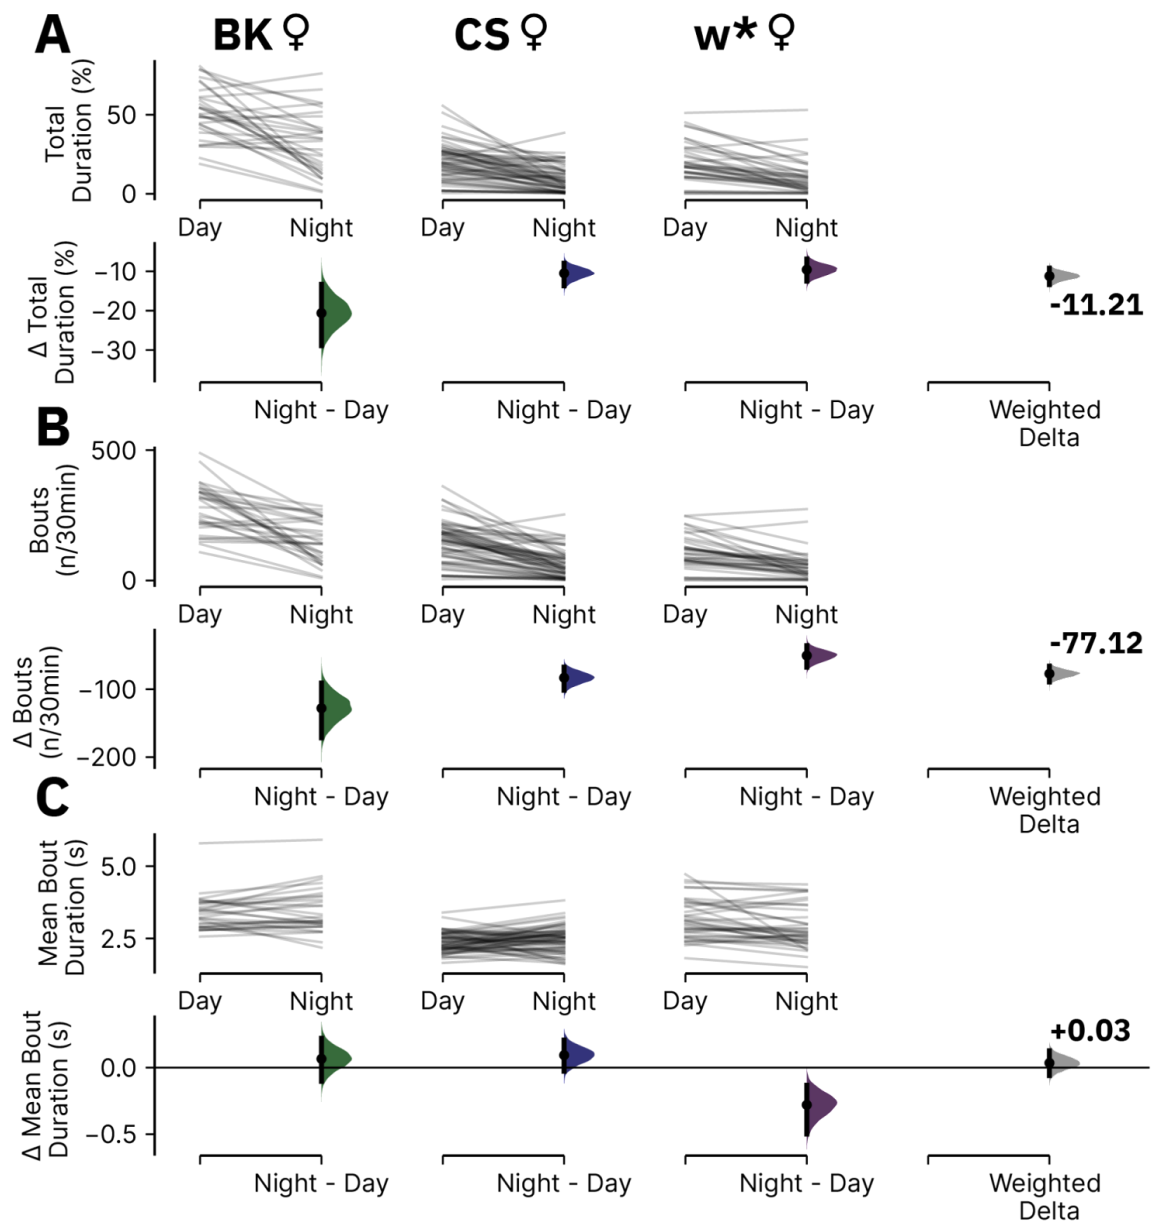 A
BK ♀
CS ♀
w* ♀
Total
Duration (%)
50
0
Day
Night
Day
Night
Day
Night
Δ Total
Duration (%)
−10
−20
−30
-11.21
Night - Day
Night - Day
Night - Day
Weighted
Delta
B
Bouts
(n/30min)
500
0
Day
Night
Day
Night
Day
Night
Δ Bouts
(n/30min)
−100
−200
-77.12
Night - Day
Night - Day
Night - Day
Weighted
Delta
C
Mean Bout
Duration (s)
5.0
2.5
Day
Night
Day
Night
Day
Night
Δ Mean Bout
Duration (s)
0.0
−0.5
+0.03
Night - Day
Night - Day
Night - Day
Weighted
Delta